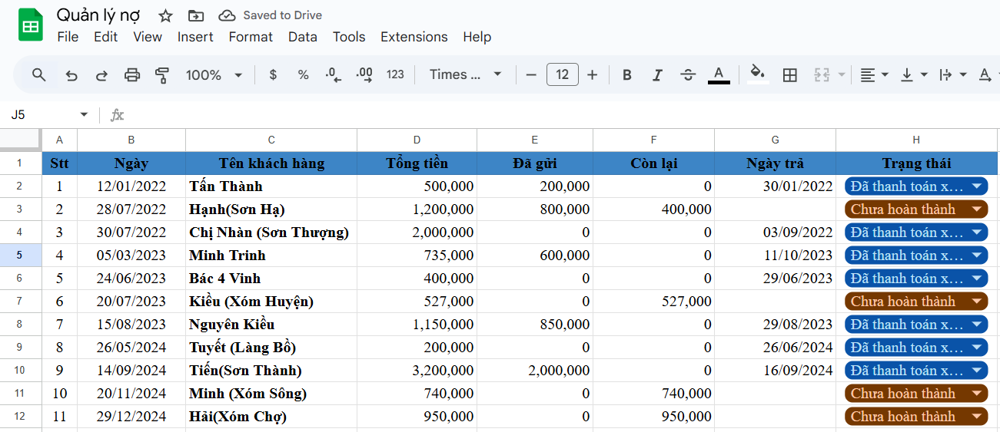 Quản lý nợ Saved to Drive
File Edit View Insert Format Data Tools Extensions Help
100% $ % .0 .00 123 Times ... 12 B I S A A
J5 fx
A B C D E F G H
1 Stt Ngày Tên khách hàng Tổng tiền Đã gửi Còn lại Ngày trả Trạng thái
2 1 12/01/2022 Tấn Thành 500,000 200,000 0 30/01/2022 Đã thanh toán x...
3 2 28/07/2022 Hạnh(Sơn Hạ) 1,200,000 800,000 400,000 Chưa hoàn thành
4 3 30/07/2022 Chị Nhàn (Sơn Thượng) 2,000,000 0 0 03/09/2022 Đã thanh toán x...
5 4 05/03/2023 Minh Trinh 735,000 600,000 0 11/10/2023 Đã thanh toán x...
6 5 24/06/2023 Bác 4 Vinh 400,000 0 0 29/06/2023 Đã thanh toán x...
7 6 20/07/2023 Kiều (Xóm Huyện) 527,000 0 527,000 Chưa hoàn thành
8 7 15/08/2023 Nguyên Kiều 1,150,000 850,000 0 29/08/2023 Đã thanh toán x...
9 8 26/05/2024 Tuyết (Làng Bồ) 200,000 0 0 26/06/2024 Đã thanh toán x...
10 9 14/09/2024 Tiến(Sơn Thành) 3,200,000 2,000,000 0 16/09/2024 Đã thanh toán x...
11 10 20/11/2024 Minh (Xóm Sông) 740,000 0 740,000 Chưa hoàn thành
12 11 29/12/2024 Hải(Xóm Chợ) 950,000 0 950,000 Chưa hoàn thành